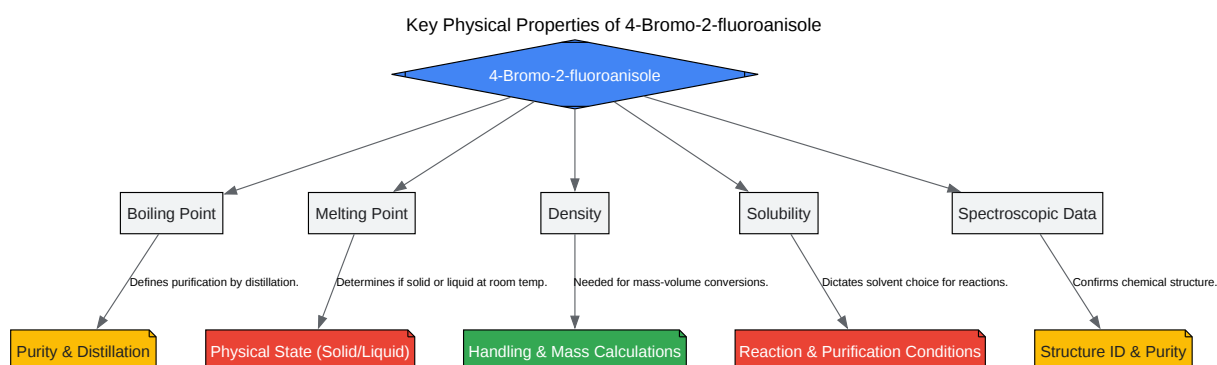 Key Physical Properties of 4-Bromo-2-fluoroanisole
4-Bromo-2-fluoroanisole
Boiling Point
Melting Point
Density
Solubility
Spectroscopic Data
Defines purification by distillation.
Determines if solid or liquid at room temp.
Needed for mass-volume conversions.
Dictates solvent choice for reactions.
Confirms chemical structure.
Purity & Distillation
Physical State (Solid/Liquid)
Handling & Mass Calculations
Reaction & Purification Conditions
Structure ID & Purity